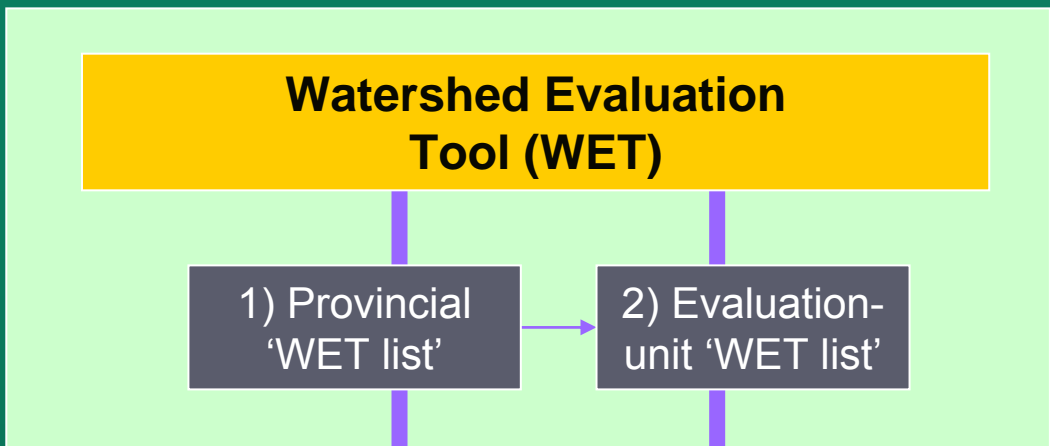 Watershed Evaluation
Tool (WET)
1) Provincial
‘WET list’
2) Evaluation-
unit ‘WET list’